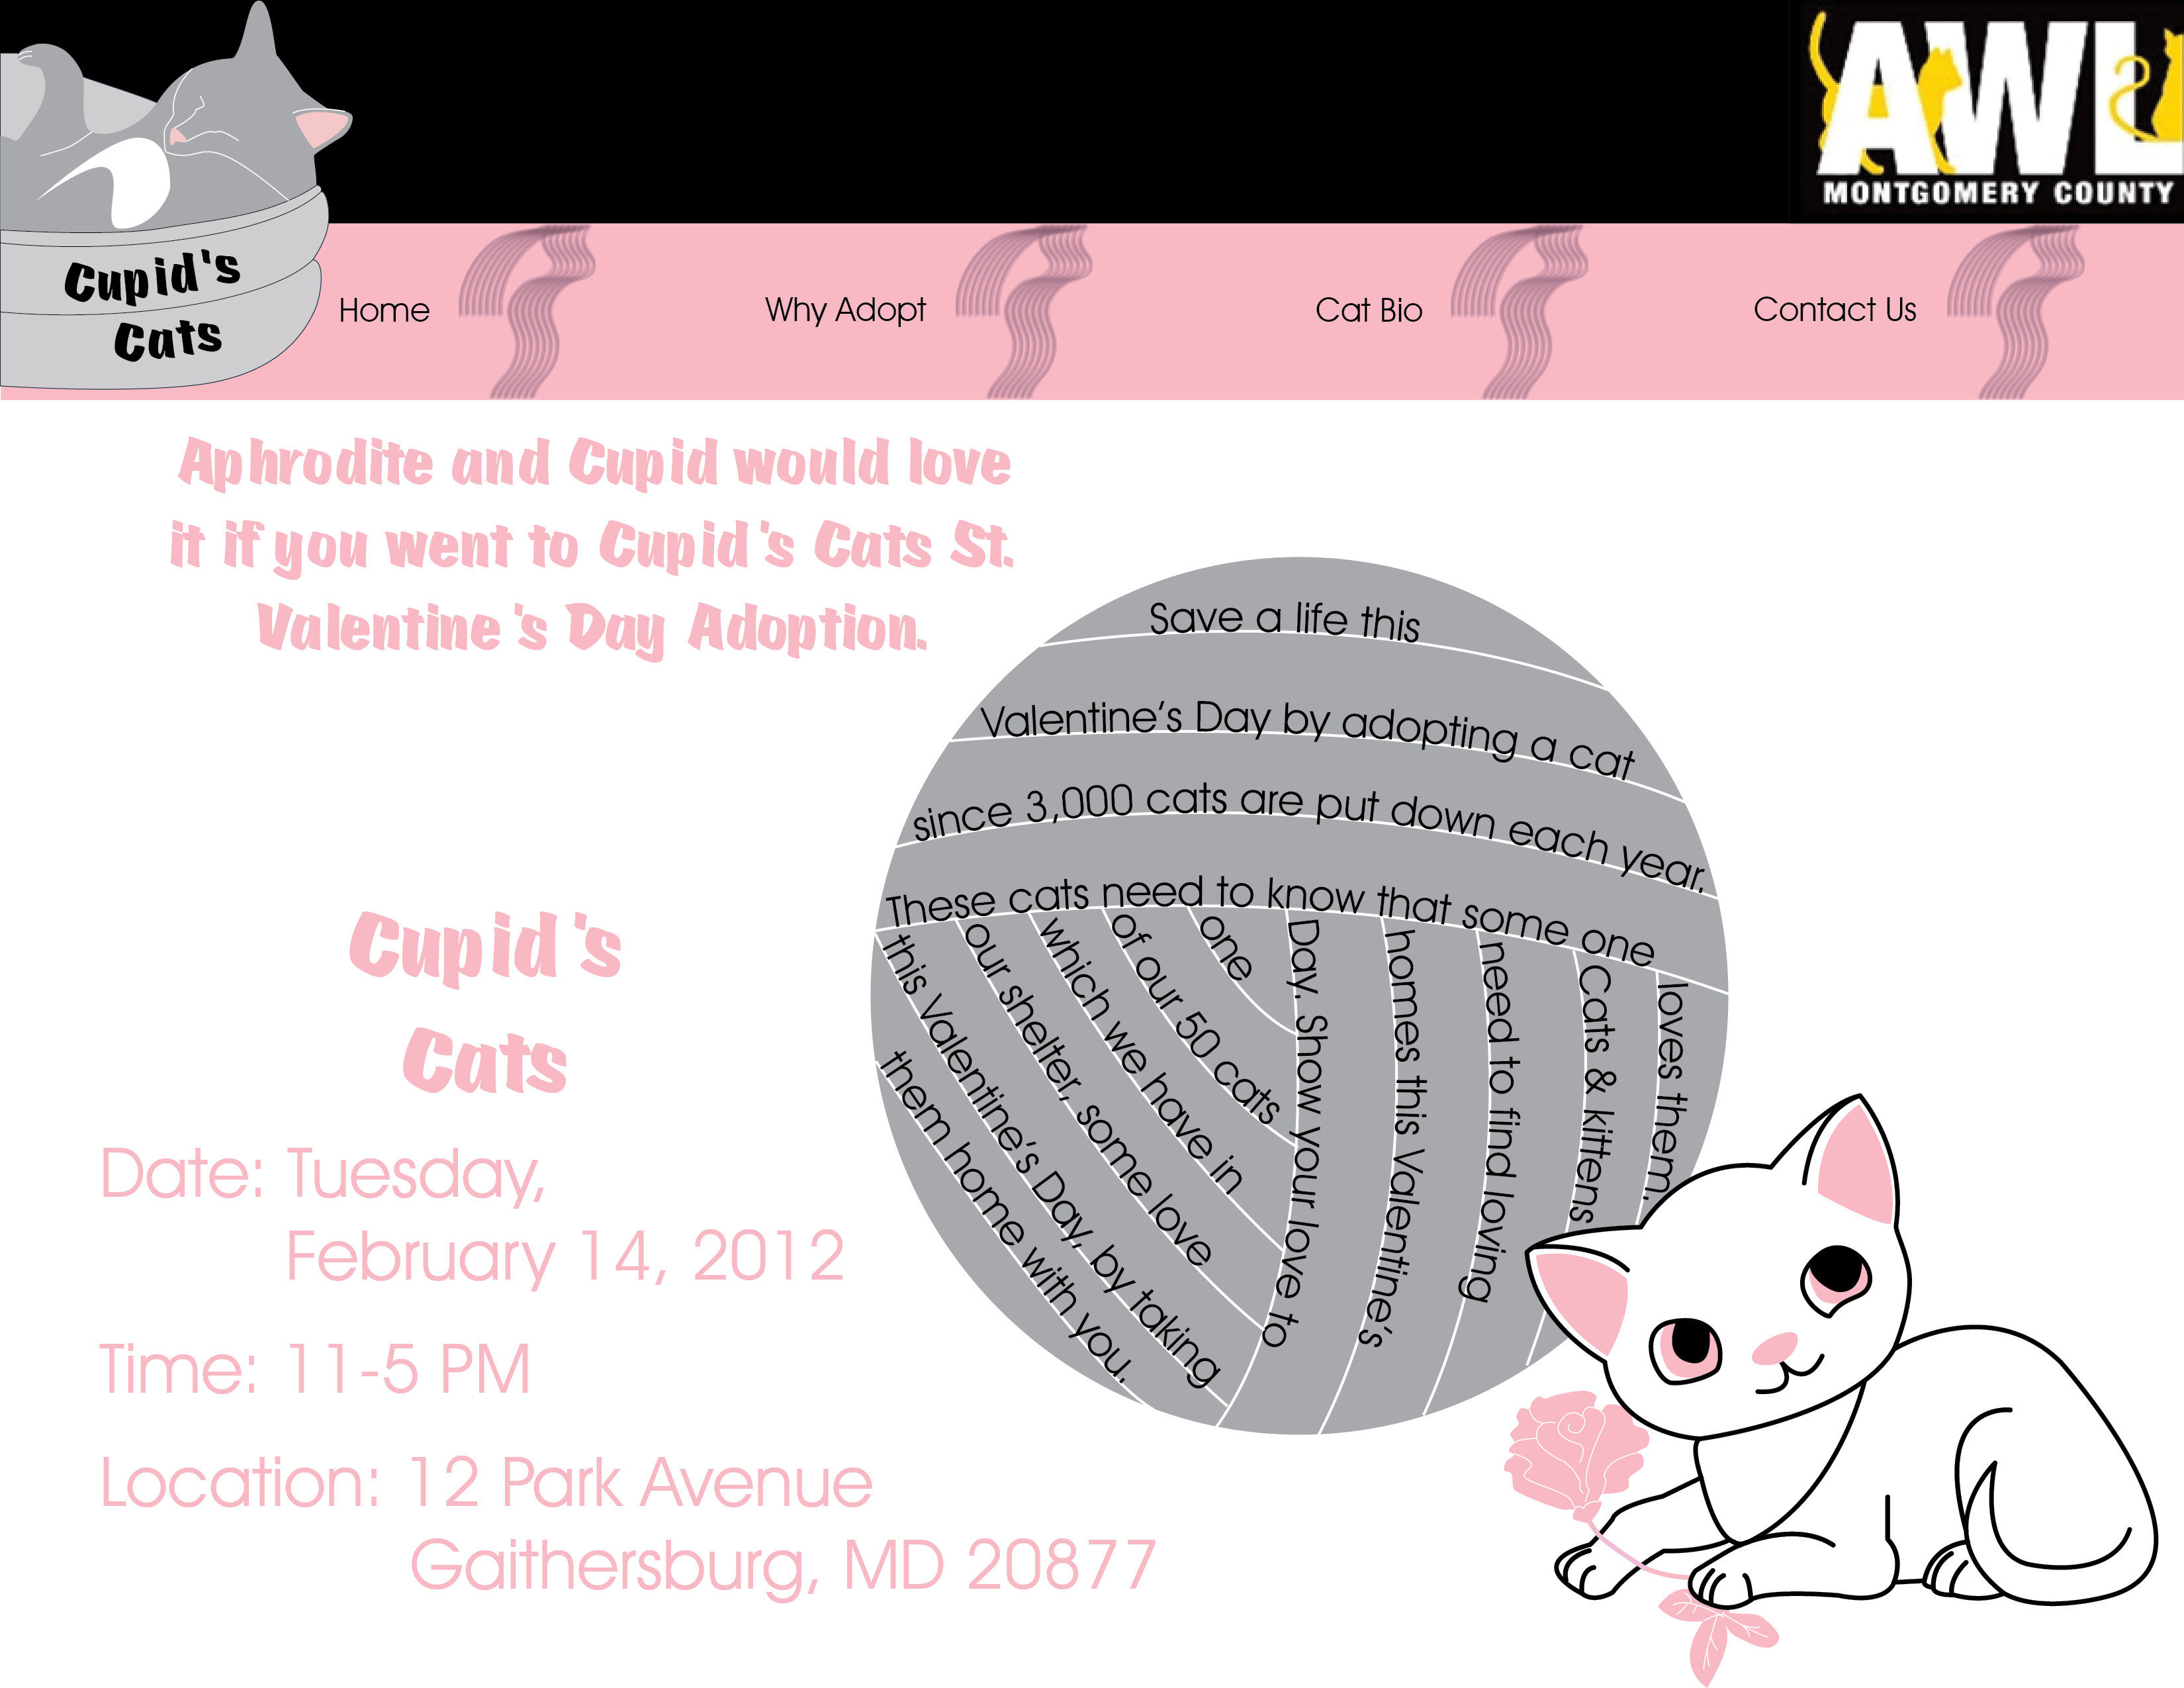 AWL
MONTGOMERY COUNTY
Cupid's
Cats
Home
Why Adopt
Cat Bio
Contact Us
Aphrodite and Cupid would love
it if you went to Cupid's Cats St.
Valentine's Day Adoption.
Save a life this
Valentine's Day by adopting a cat
since 3,000 cats are put down each year.
These cats need to know that some one
loves them.
Cats & kittens
need to find loving
homes this Valentine's
Day. Show your love to
one
of our 50 cats
which we have in
our shelter, some love
this Valentine's Day, by taking
them home with you.
Cupid's
Cats
Date: Tuesday,
February 14, 2012
Time: 11-5 PM
Location: 12 Park Avenue
Gaithersburg, MD 20877